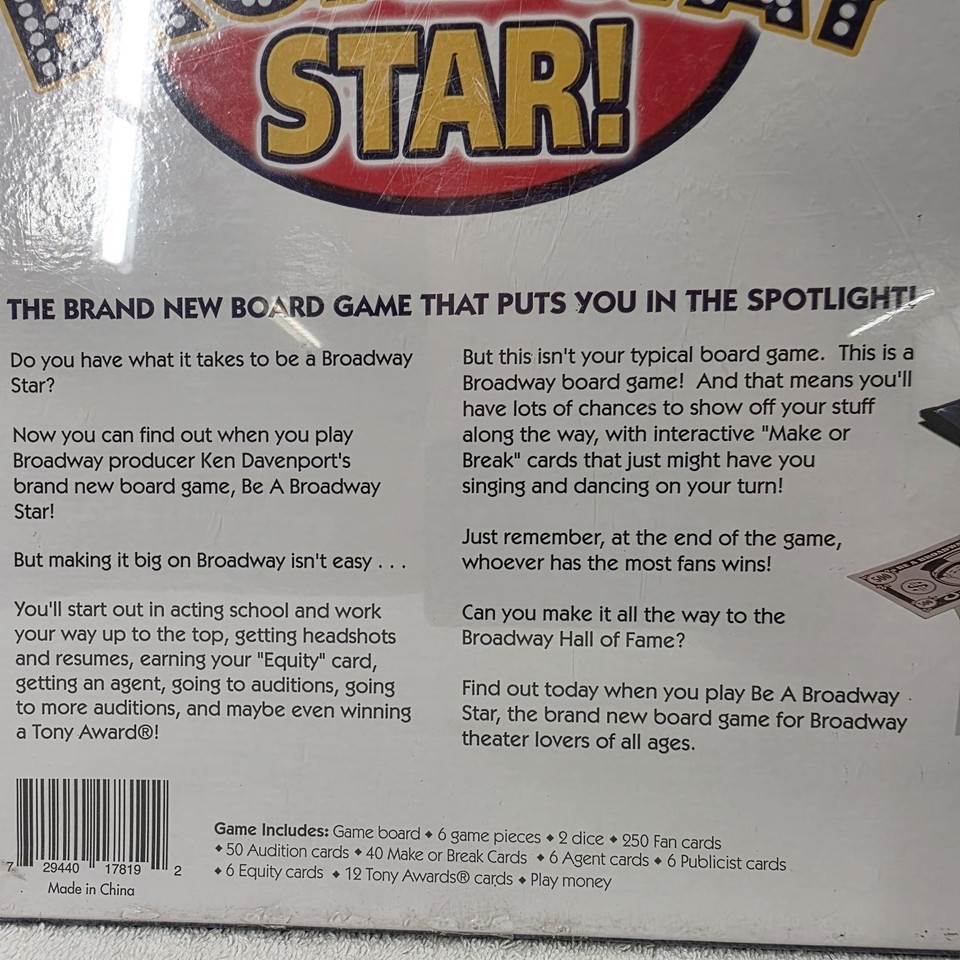 BROADWAY
STAR!
THE BRAND NEW BOARD GAME THAT PUTS YOU IN THE SPOTLIGHT!
Do you have what it takes to be a Broadway
Star?
Now you can find out when you play
Broadway producer Ken Davenport's
brand new board game, Be A Broadway
Star!
But making it big on Broadway isn't easy . . .
You'll start out in acting school and work
your way up to the top, getting headshots
and resumes, earning your "Equity" card,
getting an agent, going to auditions, going
to more auditions, and maybe even winning
a Tony Award®!
But this isn't your typical board game. This is a
Broadway board game! And that means you'll
have lots of chances to show off your stuff
along the way, with interactive "Make or
Break" cards that just might have you
singing and dancing on your turn!
Just remember, at the end of the game,
whoever has the most fans wins!
Can you make it all the way to the
Broadway Hall of Fame?
Find out today when you play Be A Broadway
Star, the brand new board game for Broadway
theater lovers of all ages.
500
7 29440 17819 2
Made in China
Game Includes: Game board ♦ 6 game pieces ♦ 2 dice ♦ 250 Fan cards
♦ 50 Audition cards ♦ 40 Make or Break Cards ♦ 6 Agent cards ♦ 6 Publicist cards
♦ 6 Equity cards ♦ 12 Tony Awards® cards ♦ Play money